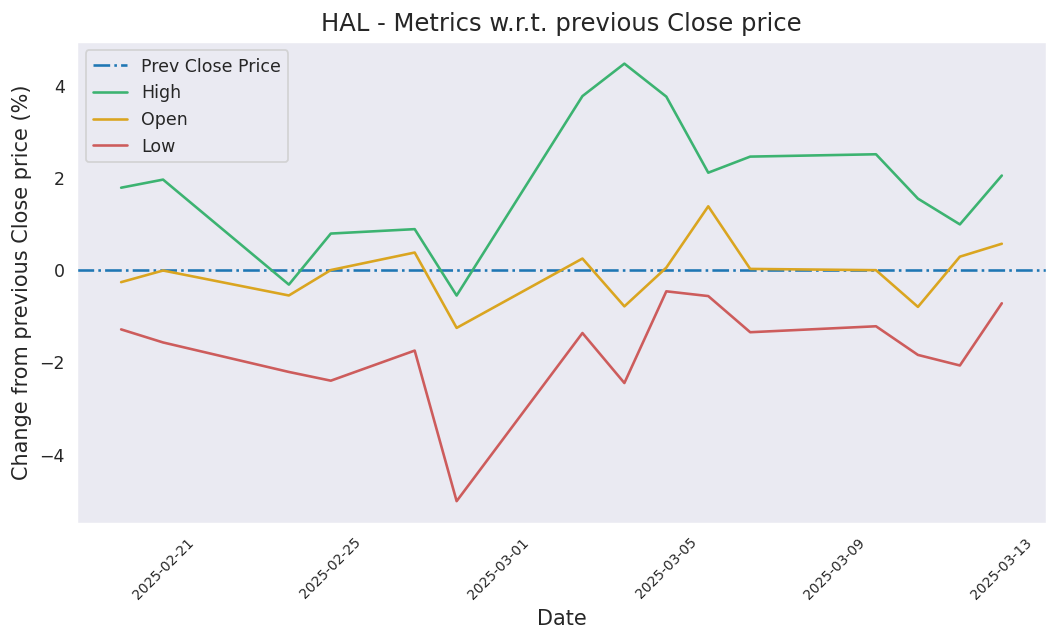 HAL - Metrics w.r.t. previous Close price
Prev Close Price
High
Open
Low
Change from previous Close price (%)
4
2
0
−2
−4
2025-02-21
2025-02-25
2025-03-01
2025-03-05
2025-03-09
2025-03-13
Date